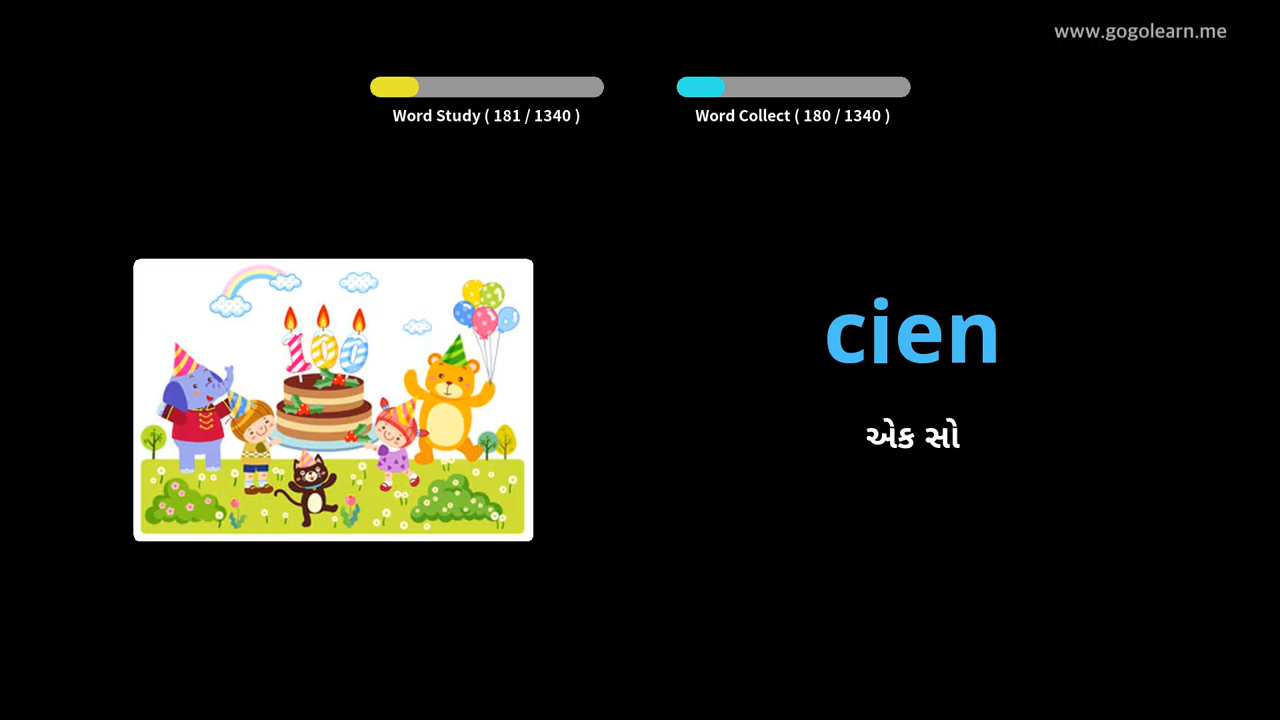 www.gogolearn.me
Word Study ( 181 / 1340 )
Word Collect ( 180 / 1340 )
100
cien
એક સો